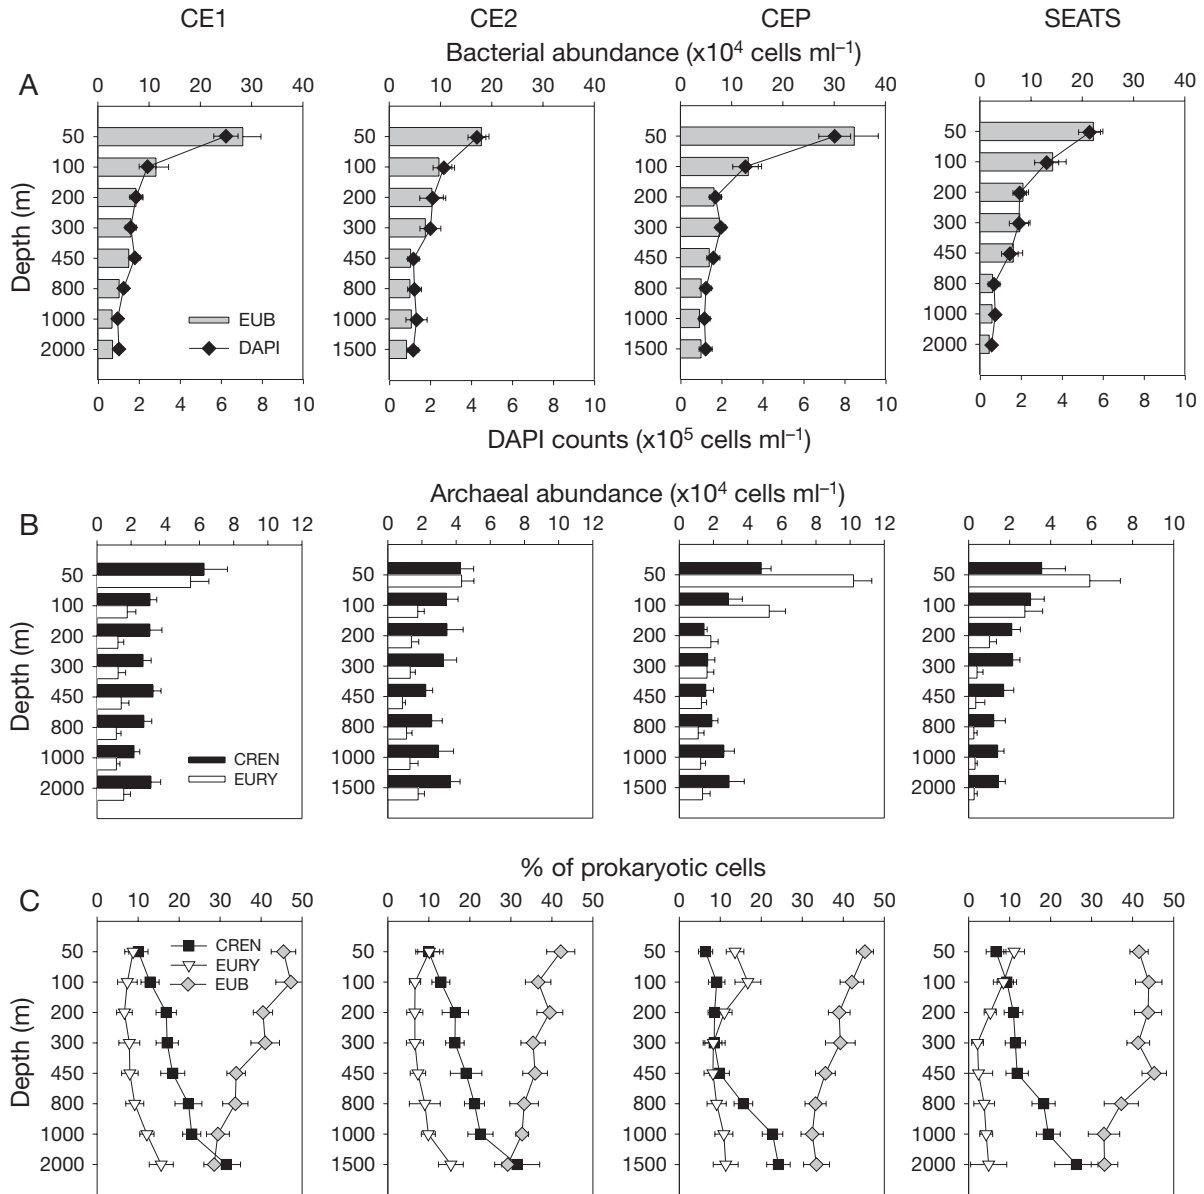 CE1 CE2 CEP SEATS
Bacterial abundance (x10⁴ cells ml⁻¹)
A
0 10 20 30 40 0 10 20 30 40 0 10 20 30 40 0 10 20 30 40
Depth (m)
50 50 50 50
100 100 100 100
200 200 200 200
300 300 300 300
450 450 450 450
800 800 800 800
1000 1000 1000 1000
2000 1500 1500 2000
EUB
DAPI
0 2 4 6 8 10 0 2 4 6 8 10 0 2 4 6 8 10 0 2 4 6 8 10
DAPI counts (x10⁵ cells ml⁻¹)
Archaeal abundance (x10⁴ cells ml⁻¹)
B
0 2 4 6 8 10 12 0 2 4 6 8 10 12 0 2 4 6 8 10 12 0 2 4 6 8 10
Depth (m)
50 50 50 50
100 100 100 100
200 200 200 200
300 300 300 300
450 450 450 450
800 800 800 800
1000 1000 1000 1000
2000 1500 1500 2000
CREN
EURY
% of prokaryotic cells
C
0 10 20 30 40 50 0 10 20 30 40 50 0 10 20 30 40 50 0 10 20 30 40 50
Depth (m)
CREN
EURY
EUB
50 50 50 50
100 100 100 100
200 200 200 200
300 300 300 300
450 450 450 450
800 800 800 800
1000 1000 1000 1000
2000 1500 1500 2000